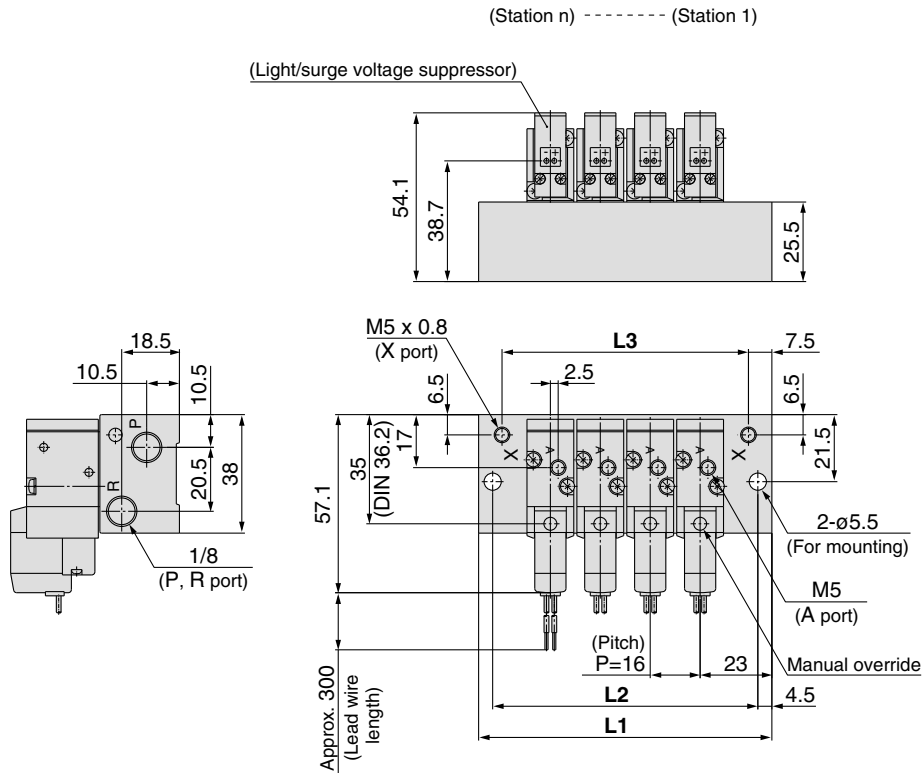 (Station n) -------- (Station 1)
(Light/surge voltage suppressor)
54.1
38.7
25.5
- +
- +
- +
- +
18.5
10.5
10.5
20.5
38
P
R
1/8
(P, R port)
M5 x 0.8
(X port)
L3
7.5
6.5
2.5
6.5
21.5
57.1
35
(DIN 36.2)
17
X
A
A
A
A
X
2-ø5.5
(For mounting)
M5
(A port)
Manual override
(Pitch)
P=16
23
4.5
L2
L1
Approx. 300
(Lead wire
length)